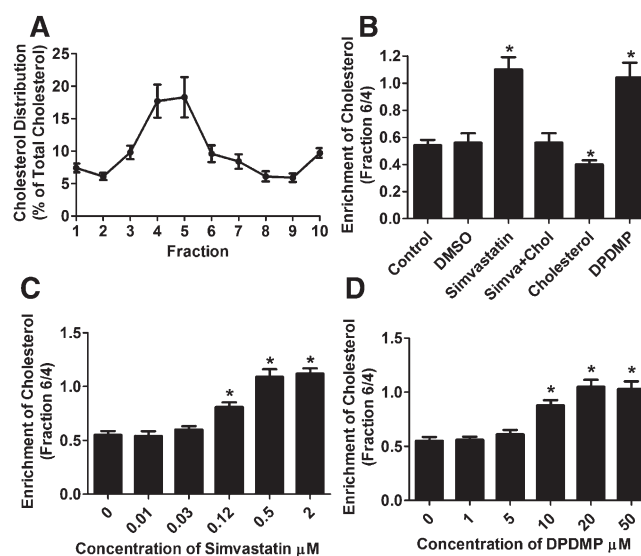 A
Cholesterol Distribution
(% of Total Cholesterol)
25
20
15
10
5
0
1 2 3 4 5 6 7 8 9 10
Fraction
B
Enrichment of Cholesterol
(Fraction 6/4)
1.2
1.0
0.8
0.6
0.4
0.2
0.0
* * *
Control
DMSO
Simvastatin
Simva+Chol
Cholesterol
DPDMP
C
Enrichment of Cholesterol
(Fraction 6/4)
1.5
1.0
0.5
0.0
* * *
0 0.01 0.03 0.12 0.5 2
Concentration of Simvastatin μM
D
Enrichment of Cholesterol
(Fraction 6/4)
1.5
1.0
0.5
0.0
* * *
0 1 5 10 20 50
Concentration of DPDMP μM